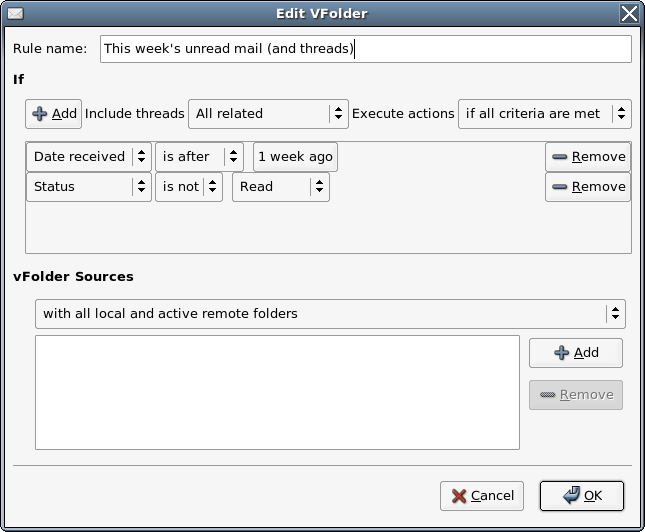 Edit VFolder
Rule name: This week's unread mail (and threads)
If
Add Include threads All related Execute actions if all criteria are met
Date received is after 1 week ago Remove
Status is not Read Remove
vFolder Sources
with all local and active remote folders
Add
Remove
Cancel OK